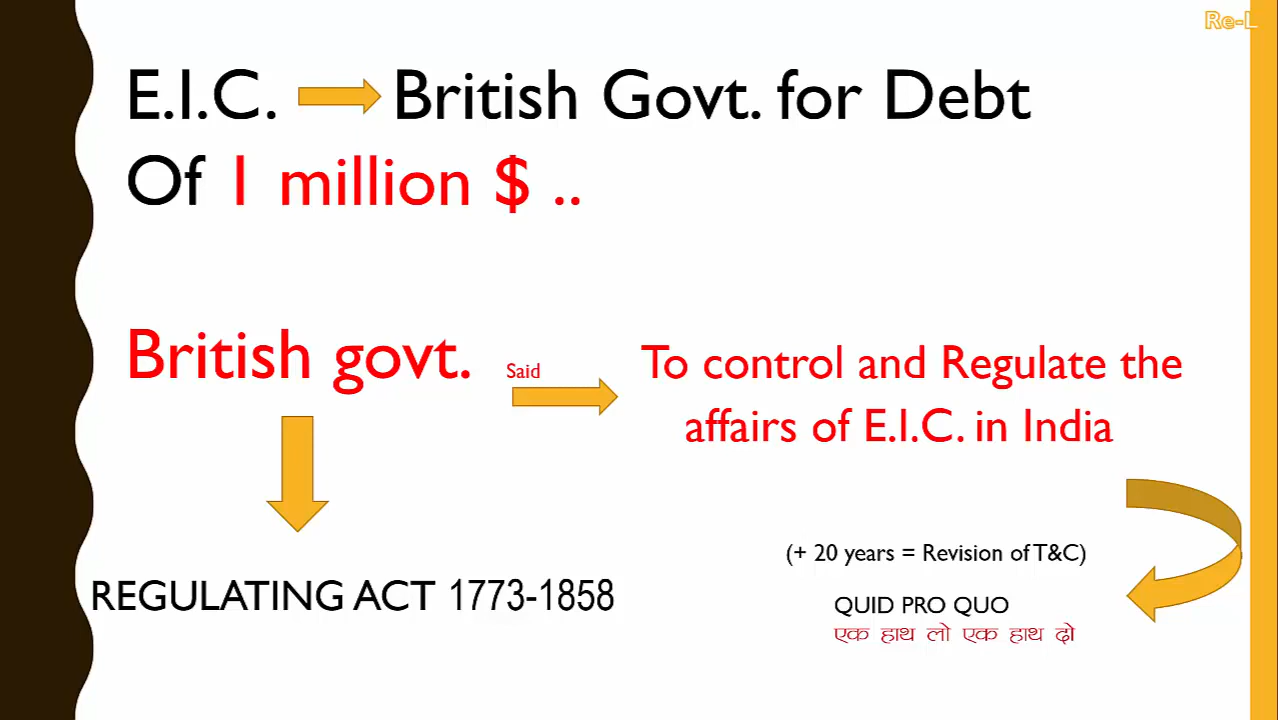 Re-L
E.I.C. British Govt. for Debt
Of 1 million $ ..
British govt.
Said
To control and Regulate the
affairs of E.I.C. in India
(+ 20 years = Revision of T&C)
REGULATING ACT 1773-1858
QUID PRO QUO
एक हाथ लो एक हाथ दो